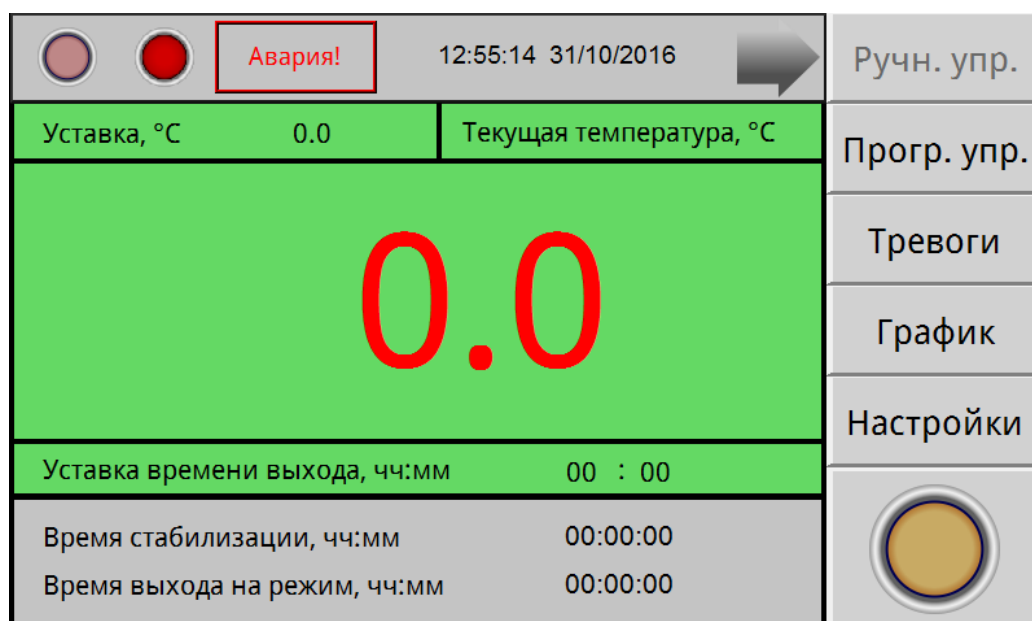 Авария!
12:55:14 31/10/2016
Ручн. упр.
Уставка, °C 0.0
Текущая температура, °C
Прогр. упр.
0.0
Тревоги
График
Настройки
Уставка времени выхода, чч:мм 00 : 00
Время стабилизации, чч:мм 00:00:00
Время выхода на режим, чч:мм 00:00:00